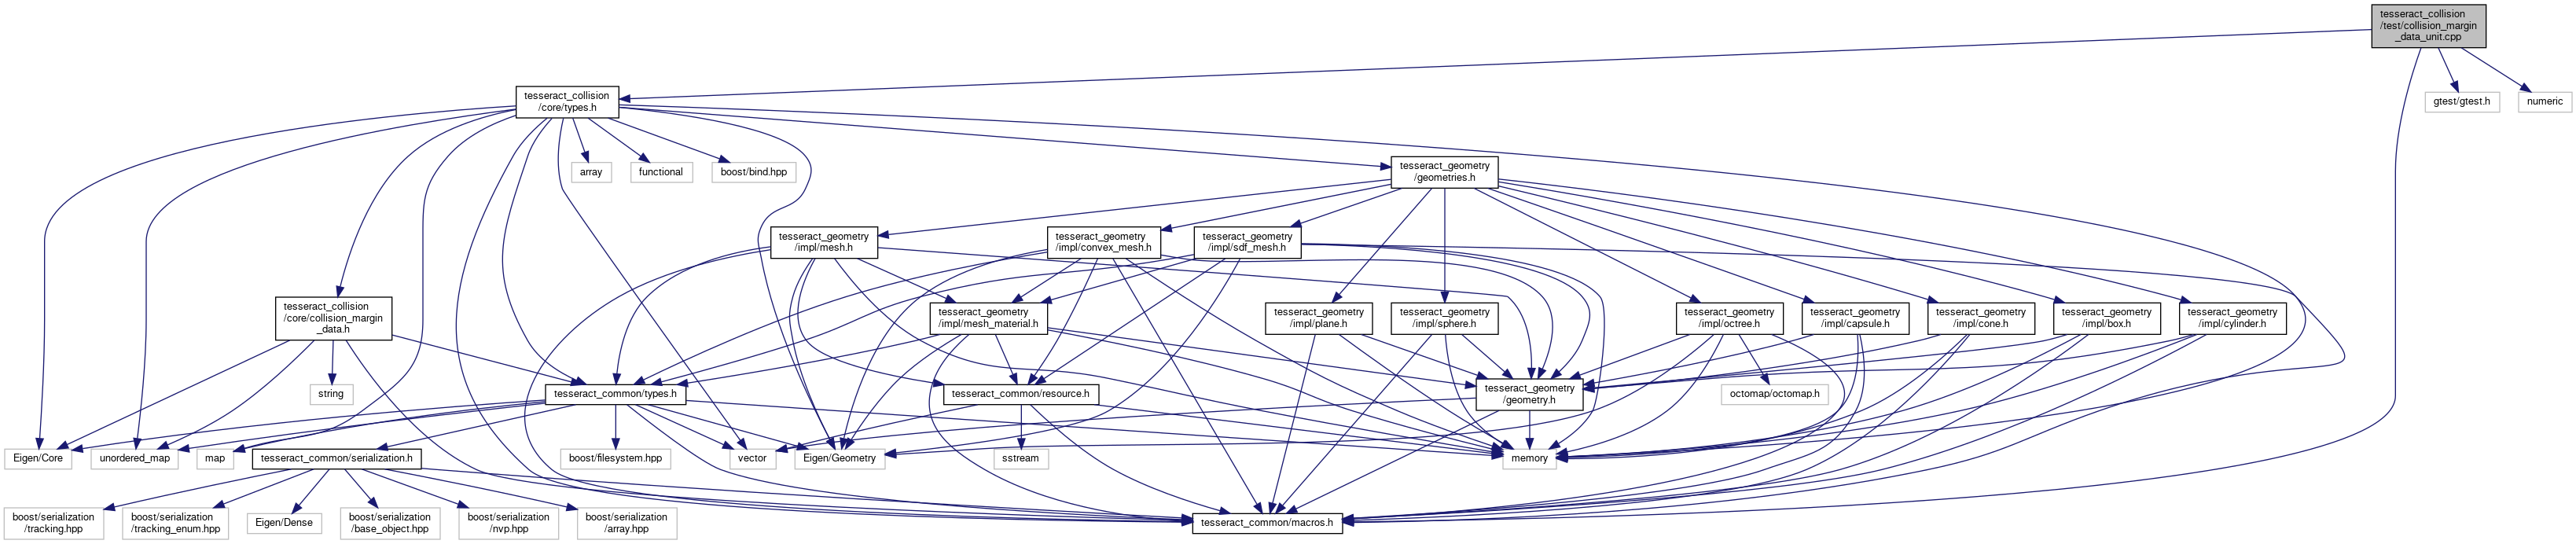 tesseract_collision
/test/collision_margin
_data_unit.cpp
tesseract_collision
/core/types.h
gtest/gtest.h
numeric
array
functional
boost/bind.hpp
tesseract_geometry
/geometries.h
tesseract_geometry
/impl/mesh.h
tesseract_geometry
/impl/convex_mesh.h
tesseract_geometry
/impl/sdf_mesh.h
tesseract_collision
/core/collision_margin
_data.h
tesseract_geometry
/impl/mesh_material.h
tesseract_geometry
/impl/plane.h
tesseract_geometry
/impl/sphere.h
tesseract_geometry
/impl/octree.h
tesseract_geometry
/impl/capsule.h
tesseract_geometry
/impl/cone.h
tesseract_geometry
/impl/box.h
tesseract_geometry
/impl/cylinder.h
string
tesseract_common/types.h
tesseract_common/resource.h
tesseract_geometry
/geometry.h
octomap/octomap.h
Eigen/Core
unordered_map
map
tesseract_common/serialization.h
boost/filesystem.hpp
vector
Eigen/Geometry
sstream
memory
boost/serialization
/tracking.hpp
boost/serialization
/tracking_enum.hpp
Eigen/Dense
boost/serialization
/base_object.hpp
boost/serialization
/nvp.hpp
boost/serialization
/array.hpp
tesseract_common/macros.h